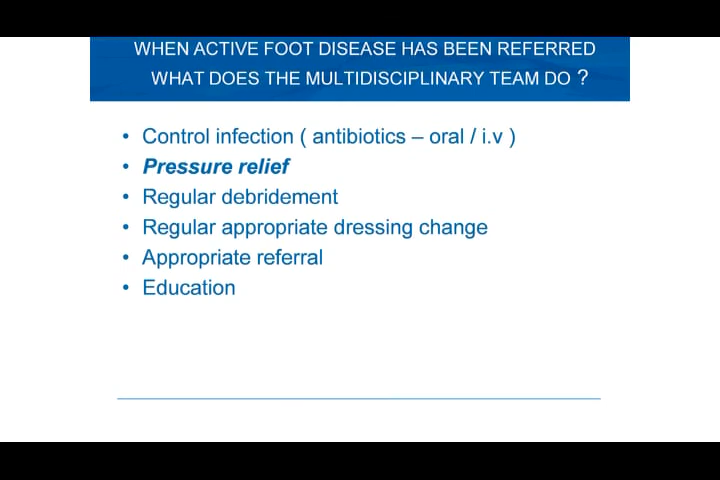 WHEN ACTIVE FOOT DISEASE HAS BEEN REFERRED
WHAT DOES THE MULTIDISCIPLINARY TEAM DO ?
• Control infection ( antibiotics – oral / i.v )
• Pressure relief
• Regular debridement
• Regular appropriate dressing change
• Appropriate referral
• Education